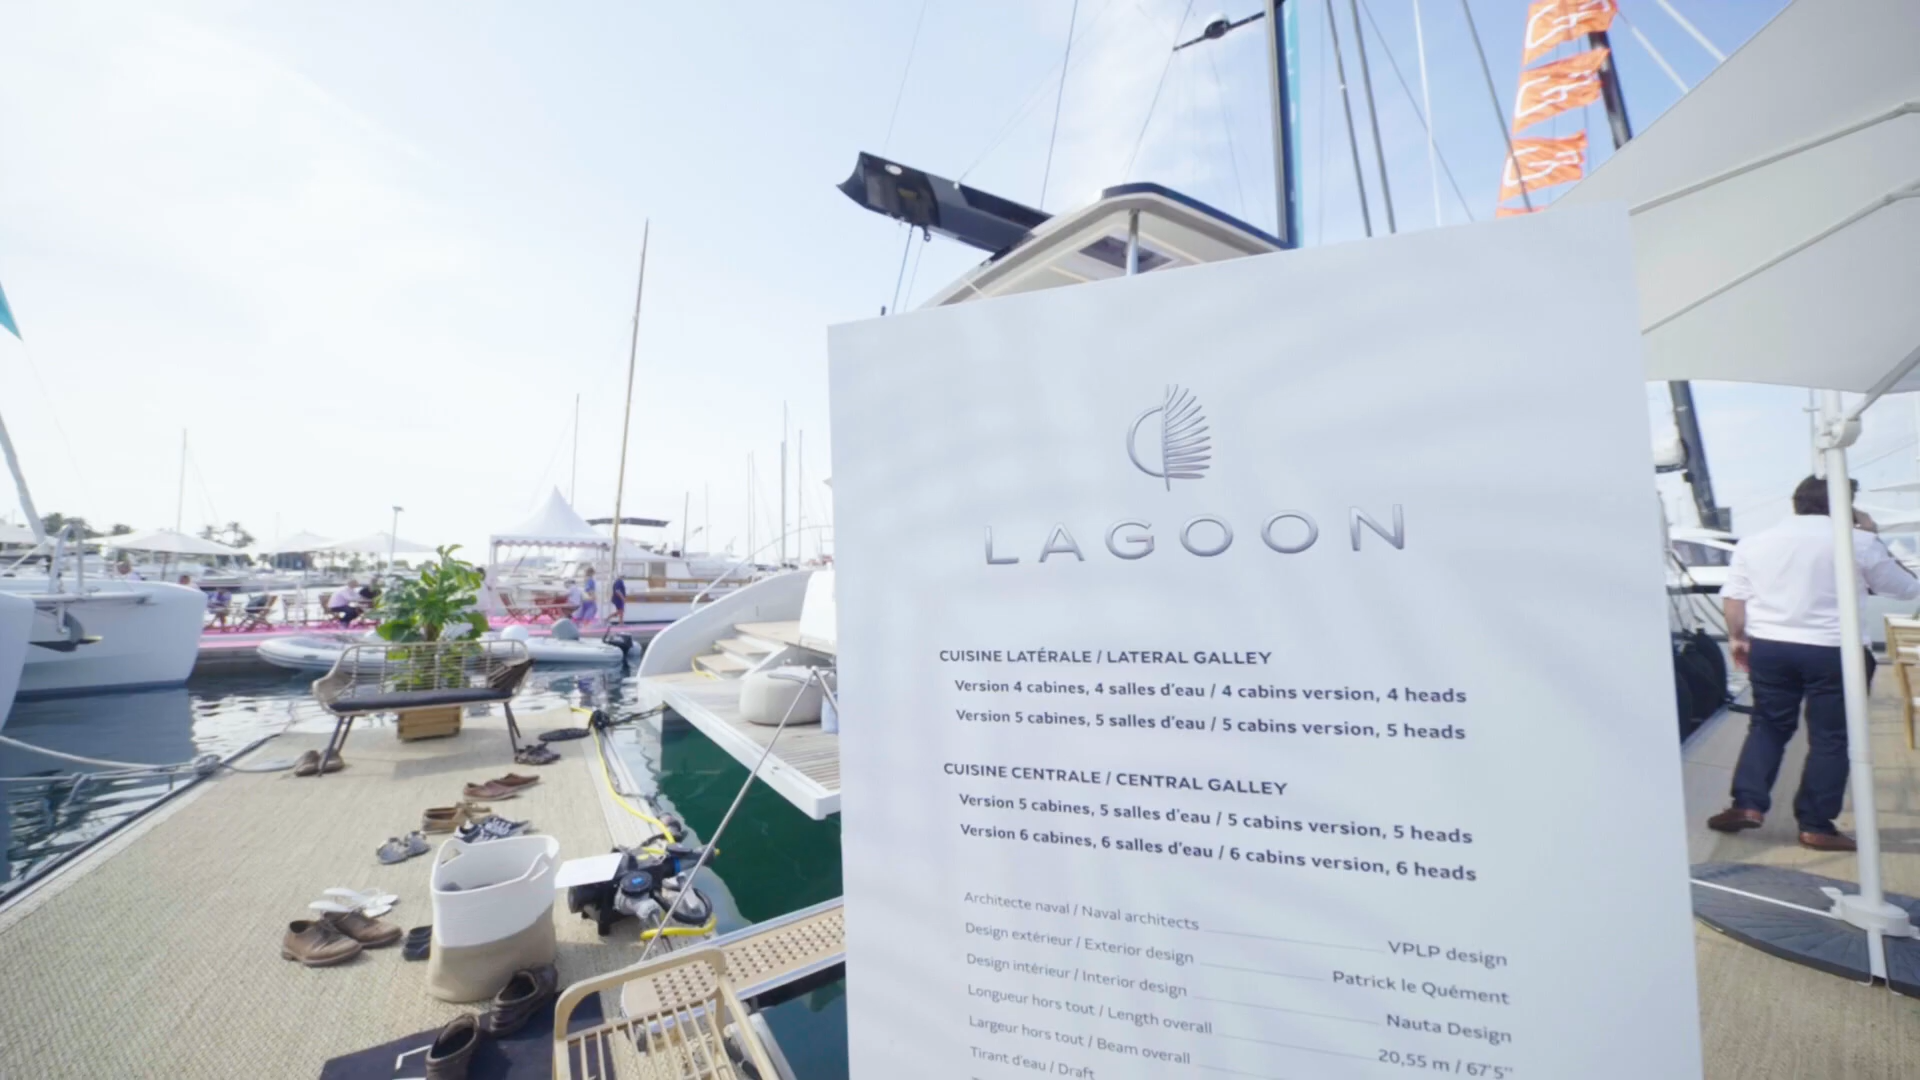 LAGOON
CUISINE LATÉRALE / LATERAL GALLEY
Version 4 cabines, 4 salles d'eau / 4 cabins version, 4 heads
Version 5 cabines, 5 salles d'eau / 5 cabins version, 5 heads
CUISINE CENTRALE / CENTRAL GALLEY
Version 5 cabines, 5 salles d'eau / 5 cabins version, 5 heads
Version 6 cabines, 6 salles d'eau / 6 cabins version, 6 heads
Architecte naval / Naval architects VPLP design
Design extérieur / Exterior design Patrick le Quément
Design intérieur / Interior design Nauta Design
Longueur hors tout / Length overall 20,55 m / 67'5"
Largeur hors tout / Beam overall
Tirant d'eau / Draft